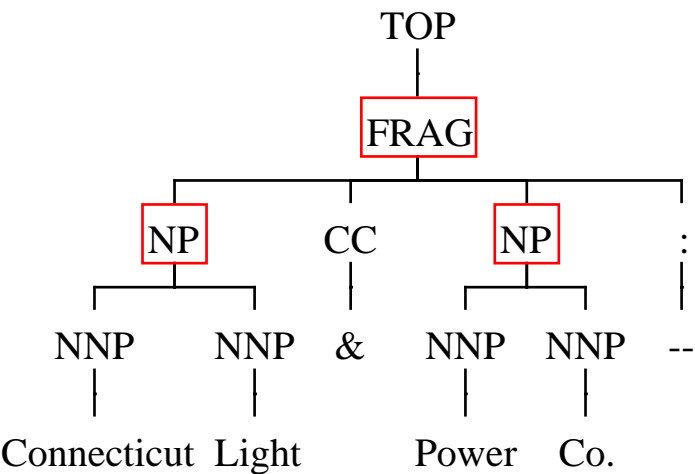 TOP
FRAG
NP CC NP :
NNP NNP & NNP NNP --
Connecticut Light Power Co.